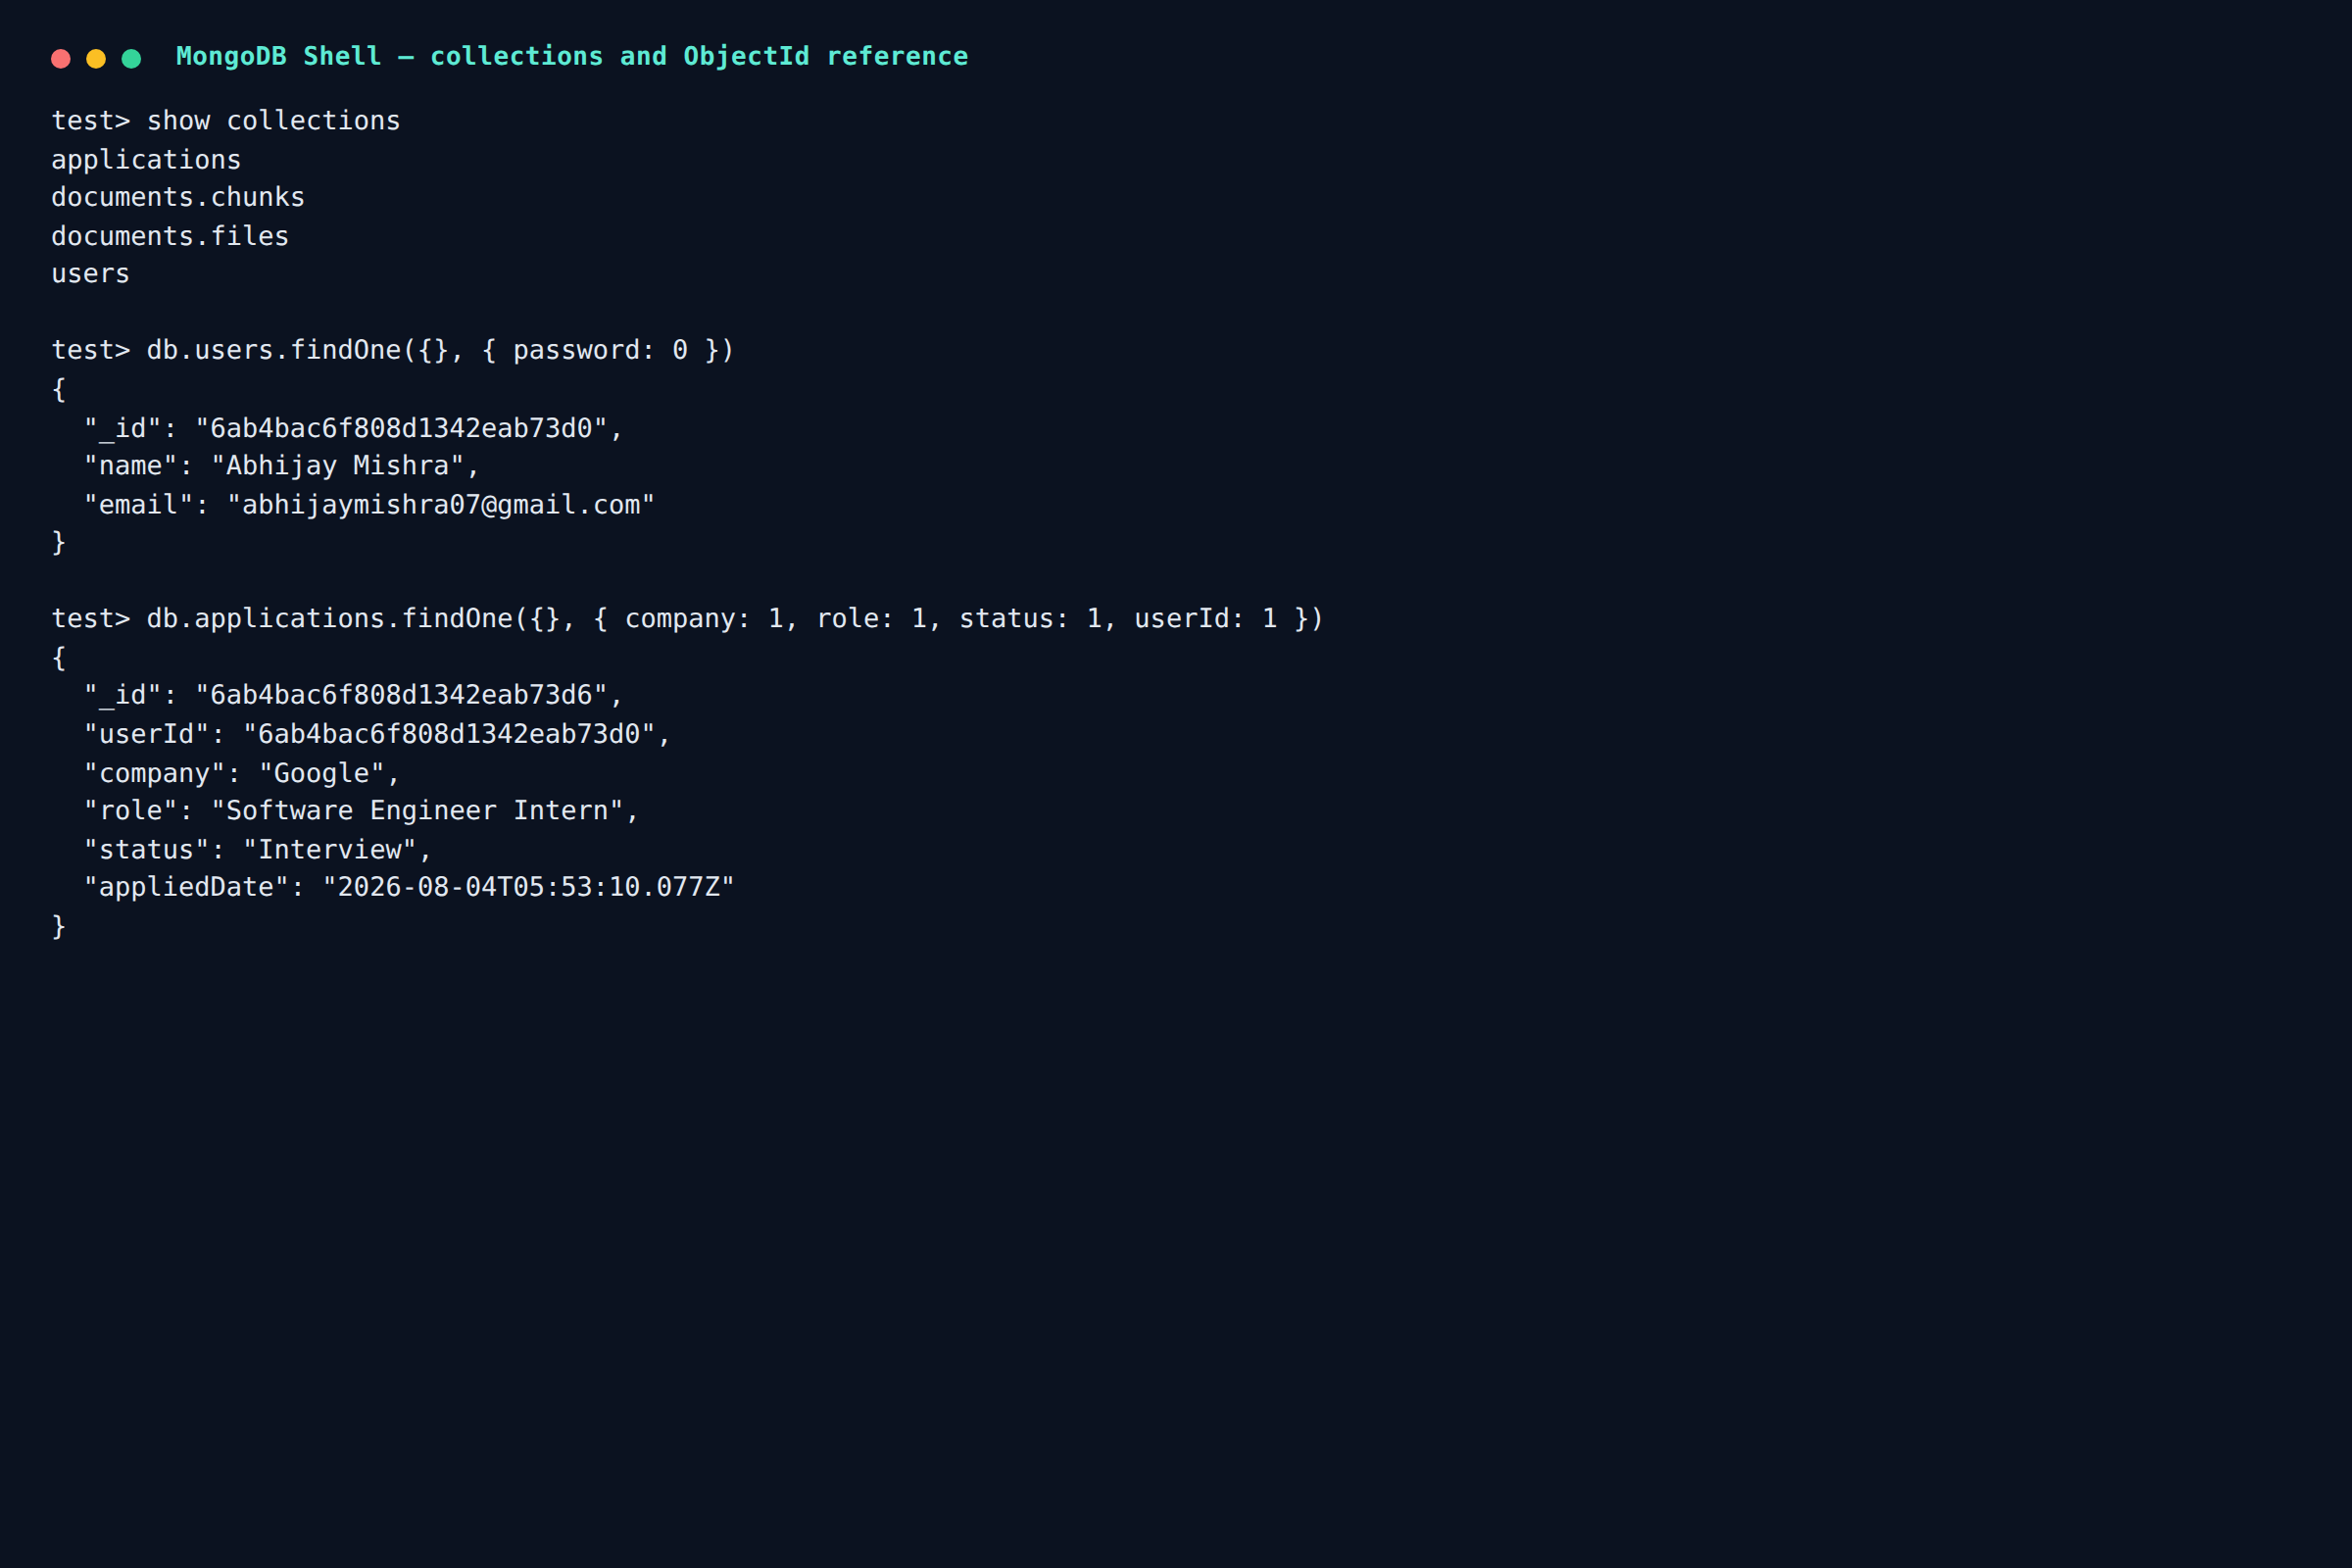 MongoDB Shell — collections and ObjectId reference
test> show collections
applications
documents.chunks
documents.files
users
test> db.users.findOne({}, { password: 0 })
{
  "_id": "6ab4bac6f808d1342eab73d0",
  "name": "Abhijay Mishra",
  "email": "abhijaymishra07@gmail.com"
}
test> db.applications.findOne({}, { company: 1, role: 1, status: 1, userId: 1 })
{
  "_id": "6ab4bac6f808d1342eab73d6",
  "userId": "6ab4bac6f808d1342eab73d0",
  "company": "Google",
  "role": "Software Engineer Intern",
  "status": "Interview",
  "appliedDate": "2026-08-04T05:53:10.077Z"
}